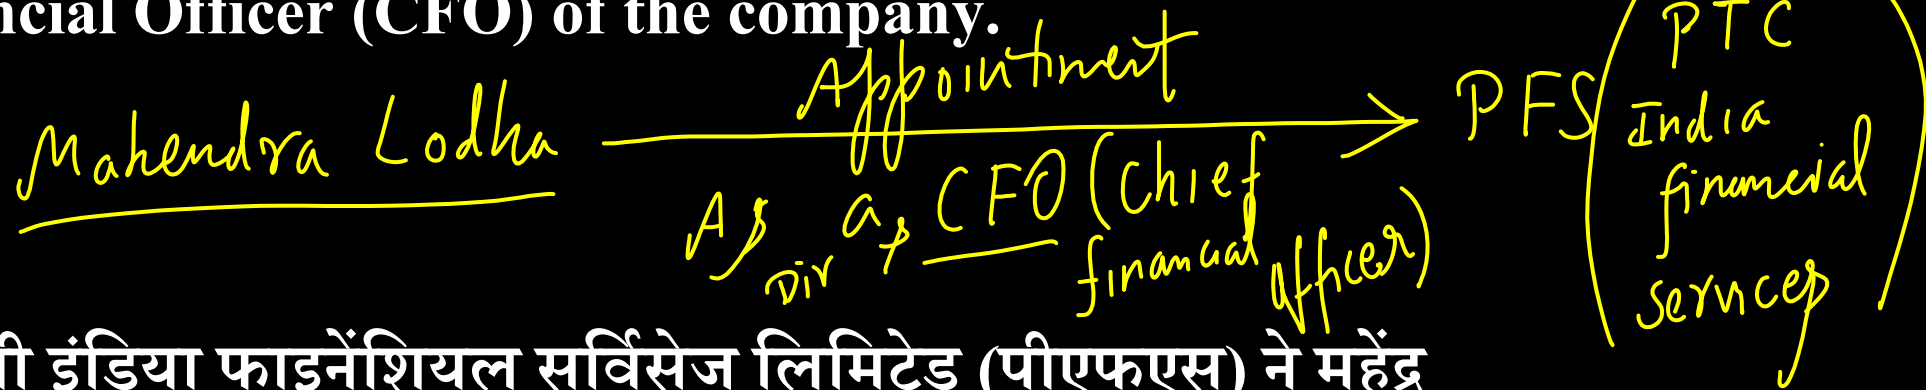 ncial Officer (CFO) of the company.
Mahendra Lodha
Appointment
As Dir as CFO (Chief financial officer)
PFS (PTC India financial services)
ी इंडिया फाइनेंशियल सर्विसेज लिमिटेड (पीएफएस) ने महेंद्र